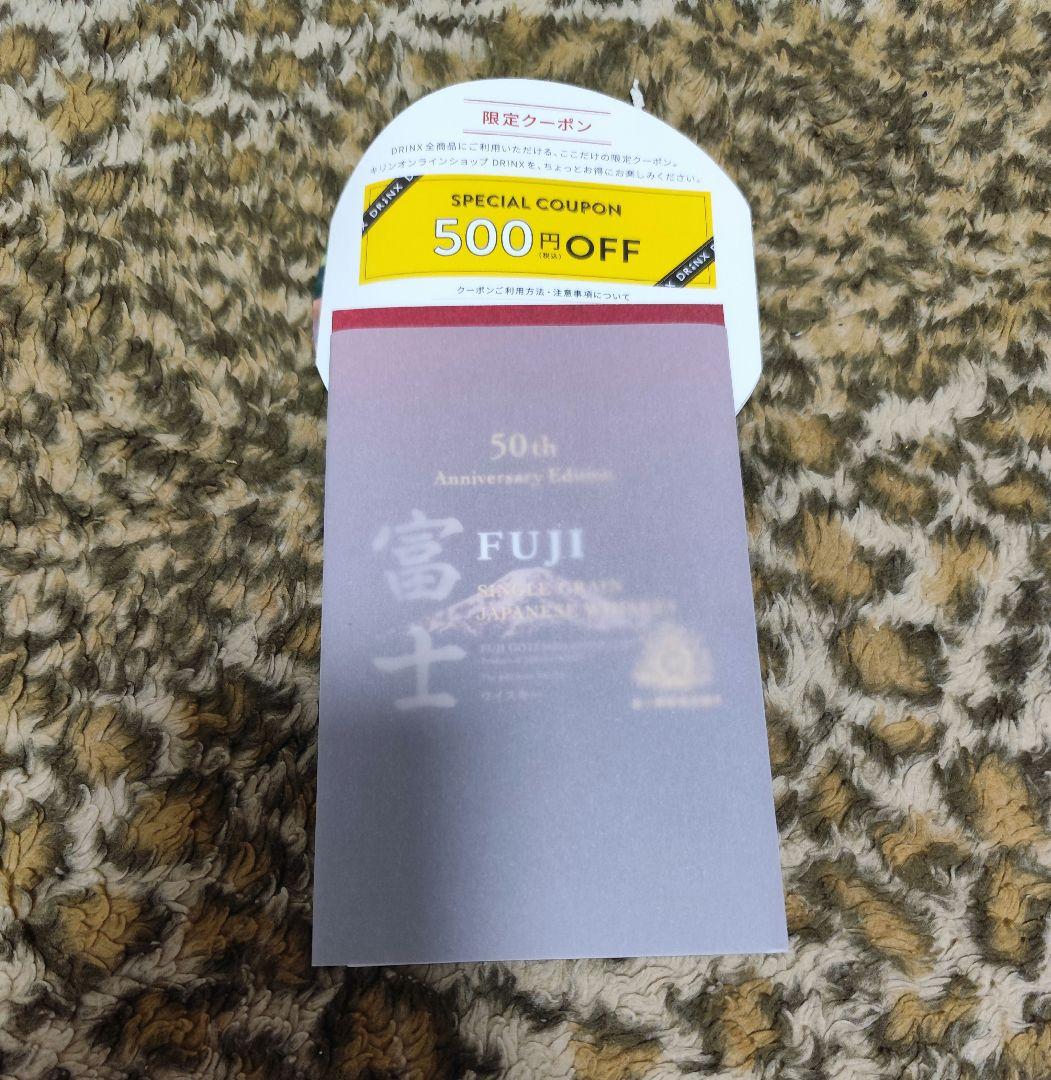 限定クーポン
DRINX全商品にご利用いただける、ここだけの限定クーポン。
キリンオンラインショップ DRINXを、ちょっとお得にお楽しみください。
DRINX
SPECIAL COUPON
500円(税込)OFF
DRINX
クーポンご利用方法・注意事項について
50th
Anniversary Edition
富士
FUJI
SINGLE GRAIN
JAPANESE WHISKEY
FUJI GOTEMBA
ウイスキー